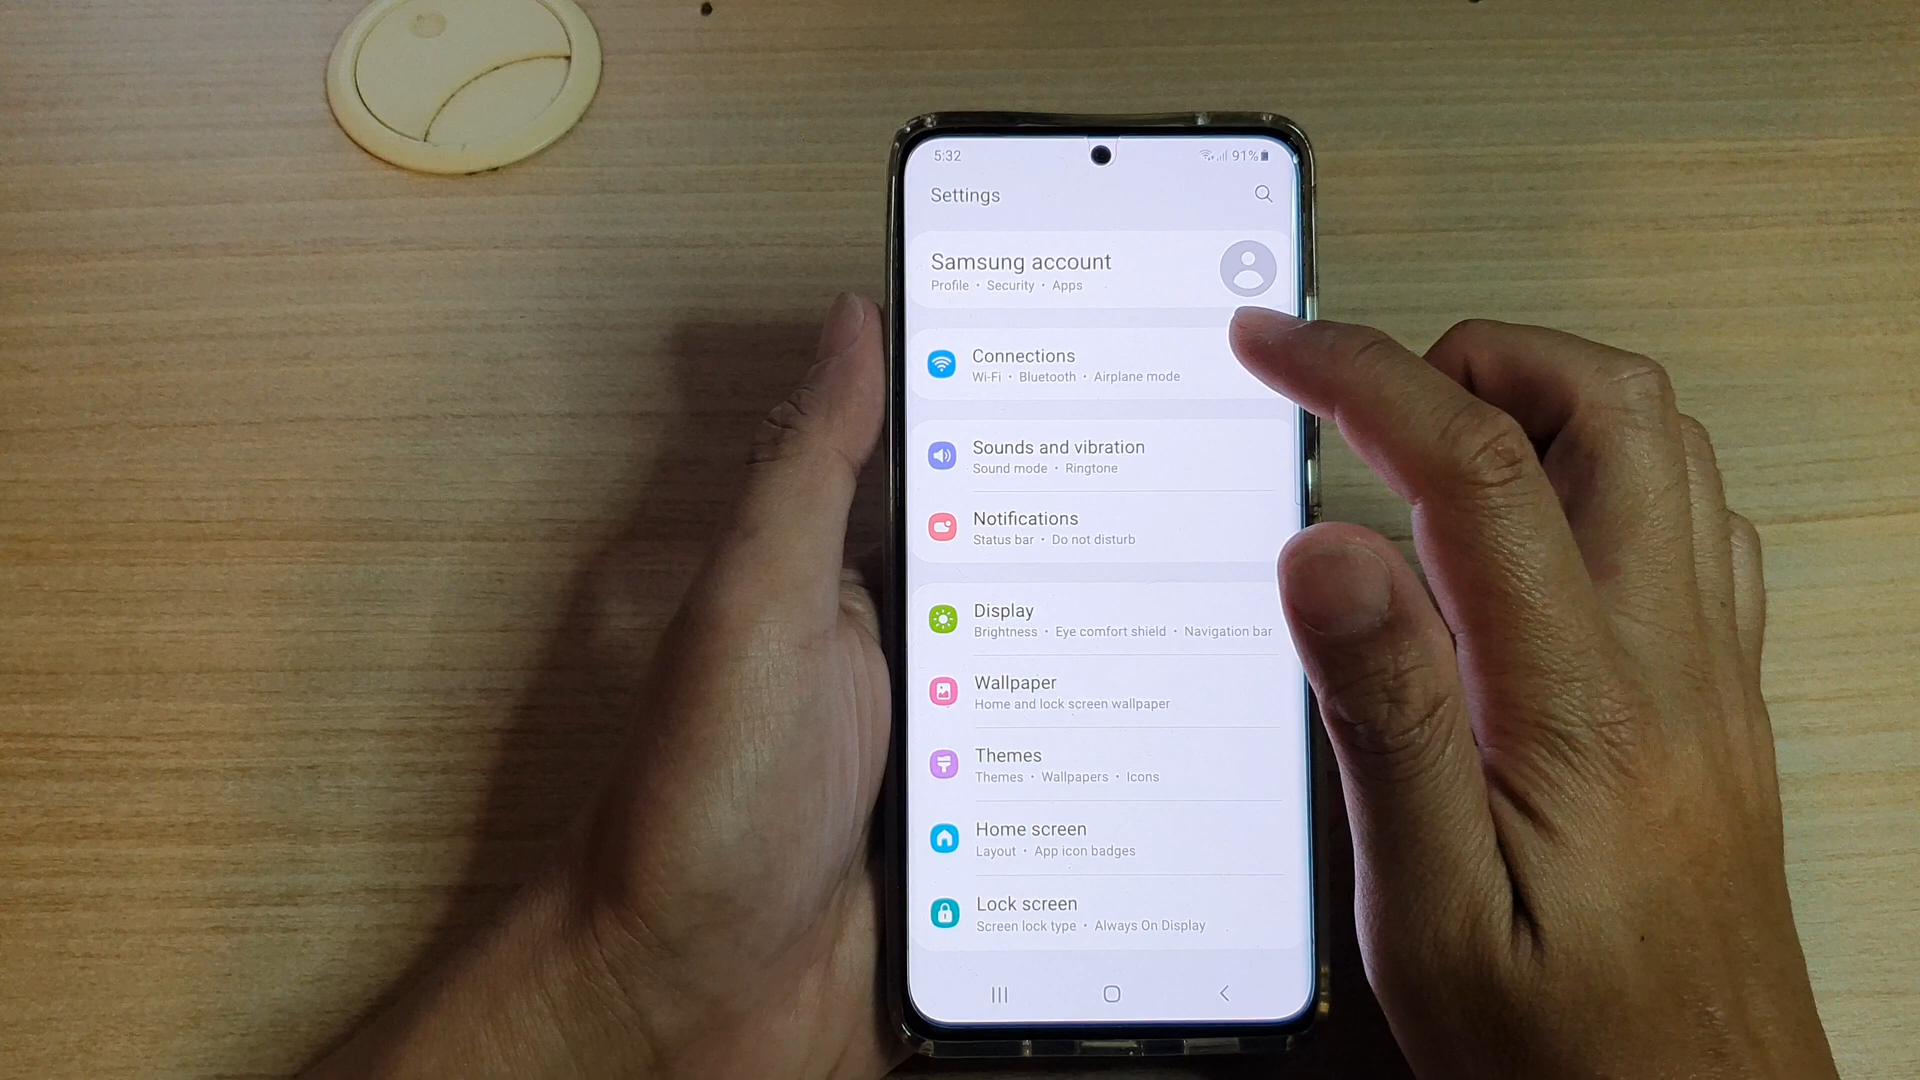 5:32
91%
Settings
Samsung account
Profile • Security • Apps
Connections
Wi-Fi • Bluetooth • Airplane mode
Sounds and vibration
Sound mode • Ringtone
Notifications
Status bar • Do not disturb
Display
Brightness • Eye comfort shield • Navigation bar
Wallpaper
Home and lock screen wallpaper
Themes
Themes • Wallpapers • Icons
Home screen
Layout • App icon badges
Lock screen
Screen lock type • Always On Display